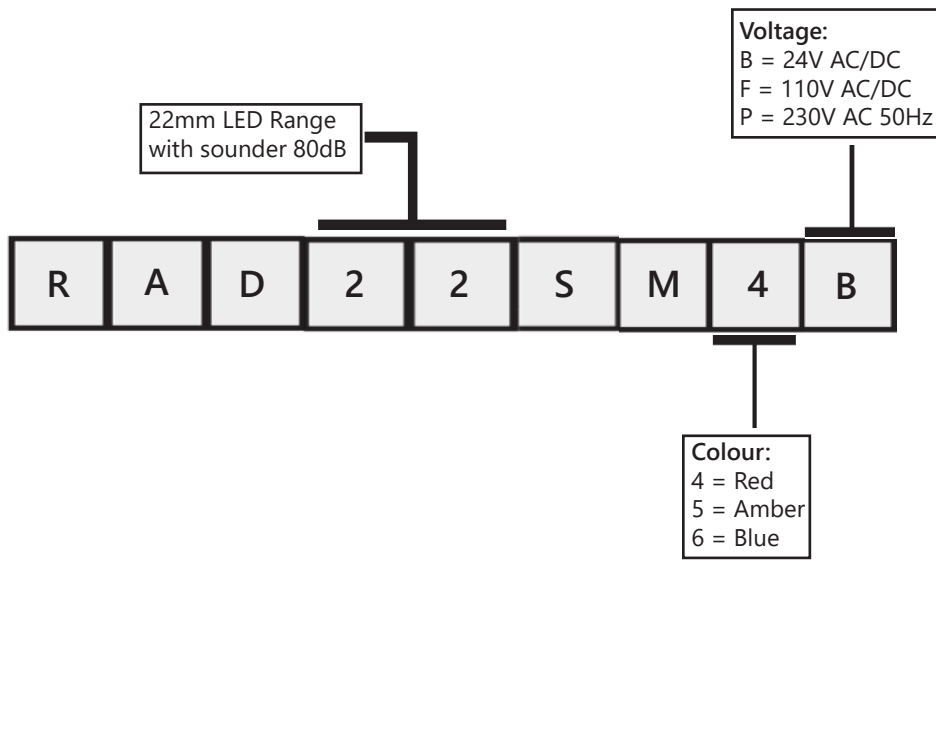 Voltage:
B = 24V AC/DC
F = 110V AC/DC
P = 230V AC 50Hz
22mm LED Range
with sounder 80dB
R A D 2 2 S M 4 B
Colour:
4 = Red
5 = Amber
6 = Blue